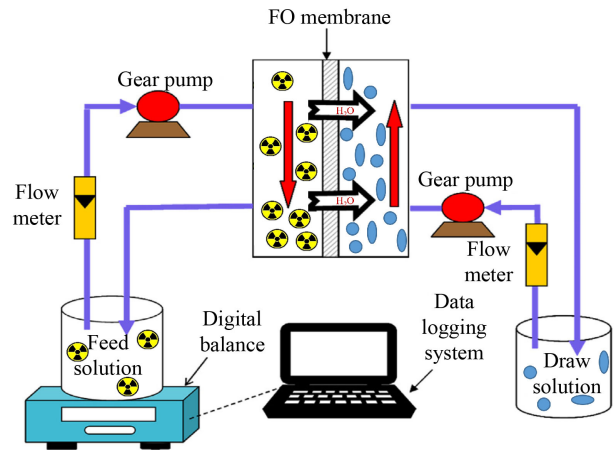 FO membrane
Gear pump
H₂O
Flow
meter
H₂O
Gear pump
Flow
meter
Feed
solution
Digital
balance
Data
logging
system
Draw
solution